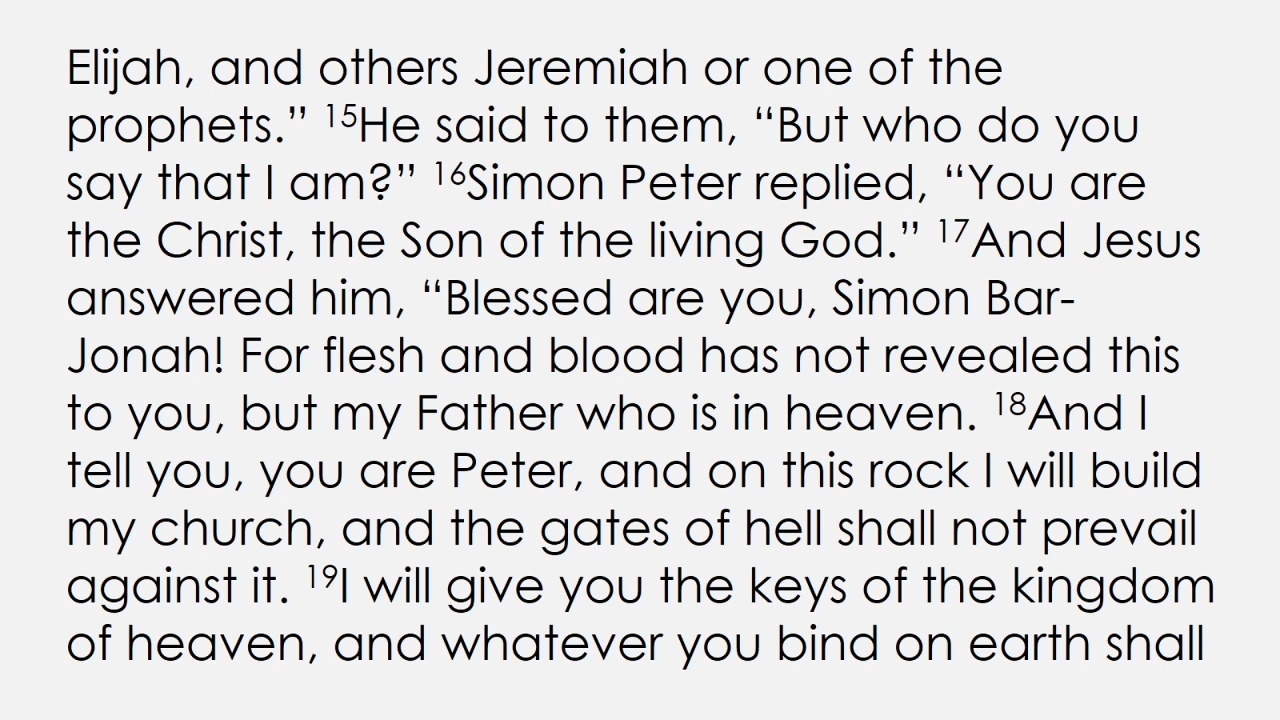 Elijah, and others Jeremiah or one of the
prophets.” ¹⁵He said to them, “But who do you
say that I am?” ¹⁶Simon Peter replied, “You are
the Christ, the Son of the living God.” ¹⁷And Jesus
answered him, “Blessed are you, Simon Bar-
Jonah! For flesh and blood has not revealed this
to you, but my Father who is in heaven. ¹⁸And I
tell you, you are Peter, and on this rock I will build
my church, and the gates of hell shall not prevail
against it. ¹⁹I will give you the keys of the kingdom
of heaven, and whatever you bind on earth shall